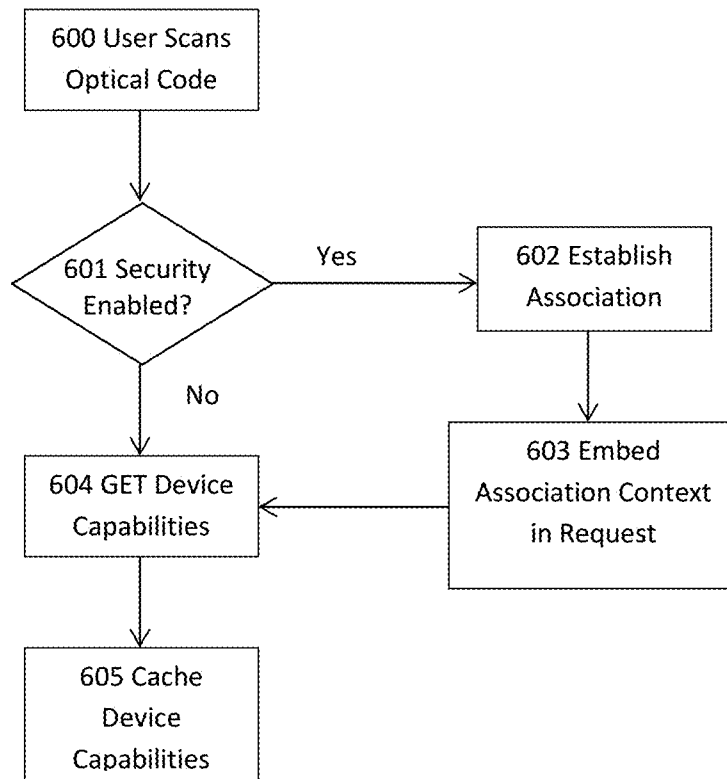 600 User Scans
Optical Code
601 Security
Enabled?
Yes
602 Establish
Association
No
603 Embed
Association Context
in Request
604 GET Device
Capabilities
605 Cache
Device
Capabilities